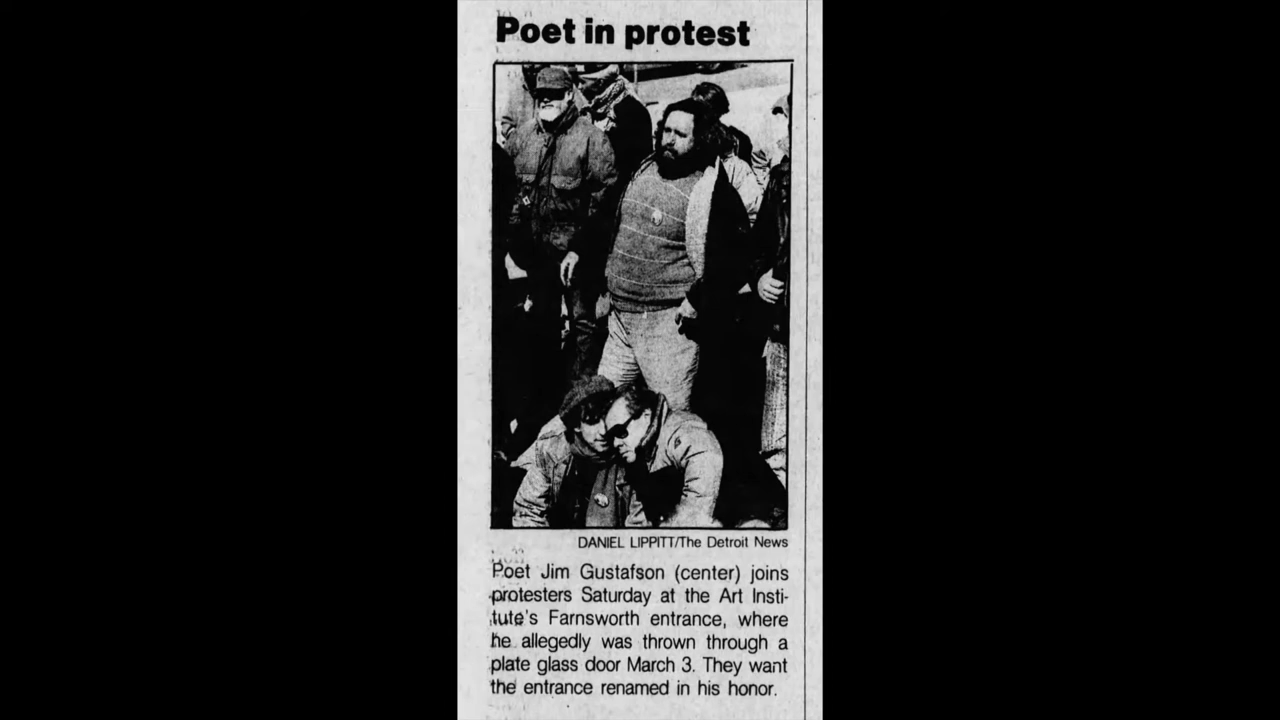 Poet in protest
DANIEL LIPPITT/The Detroit News
Poet Jim Gustafson (center) joins
protesters Saturday at the Art Insti-
tute's Farnsworth entrance, where
he allegedly was thrown through a
plate glass door March 3. They want
the entrance renamed in his honor.